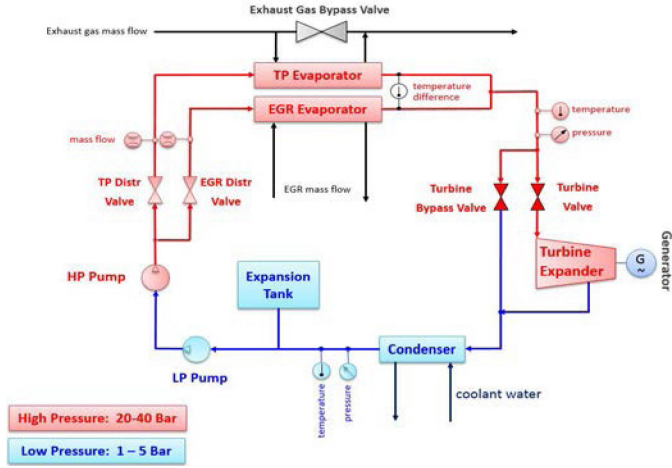 Exhaust Gas Bypass Valve
Exhaust gas mass flow
TP Evaporator
temperature
difference
EGR Evaporator
temperature
pressure
mass flow
TP Distr
Valve
EGR Distr
Valve
EGR mass flow
Turbine
Bypass Valve
Turbine
Valve
HP Pump
Expansion
Tank
Turbine
Expander
G
~
Generator
LP Pump
Condenser
temperature
pressure
coolant water
High Pressure: 20-40 Bar
Low Pressure: 1 – 5 Bar